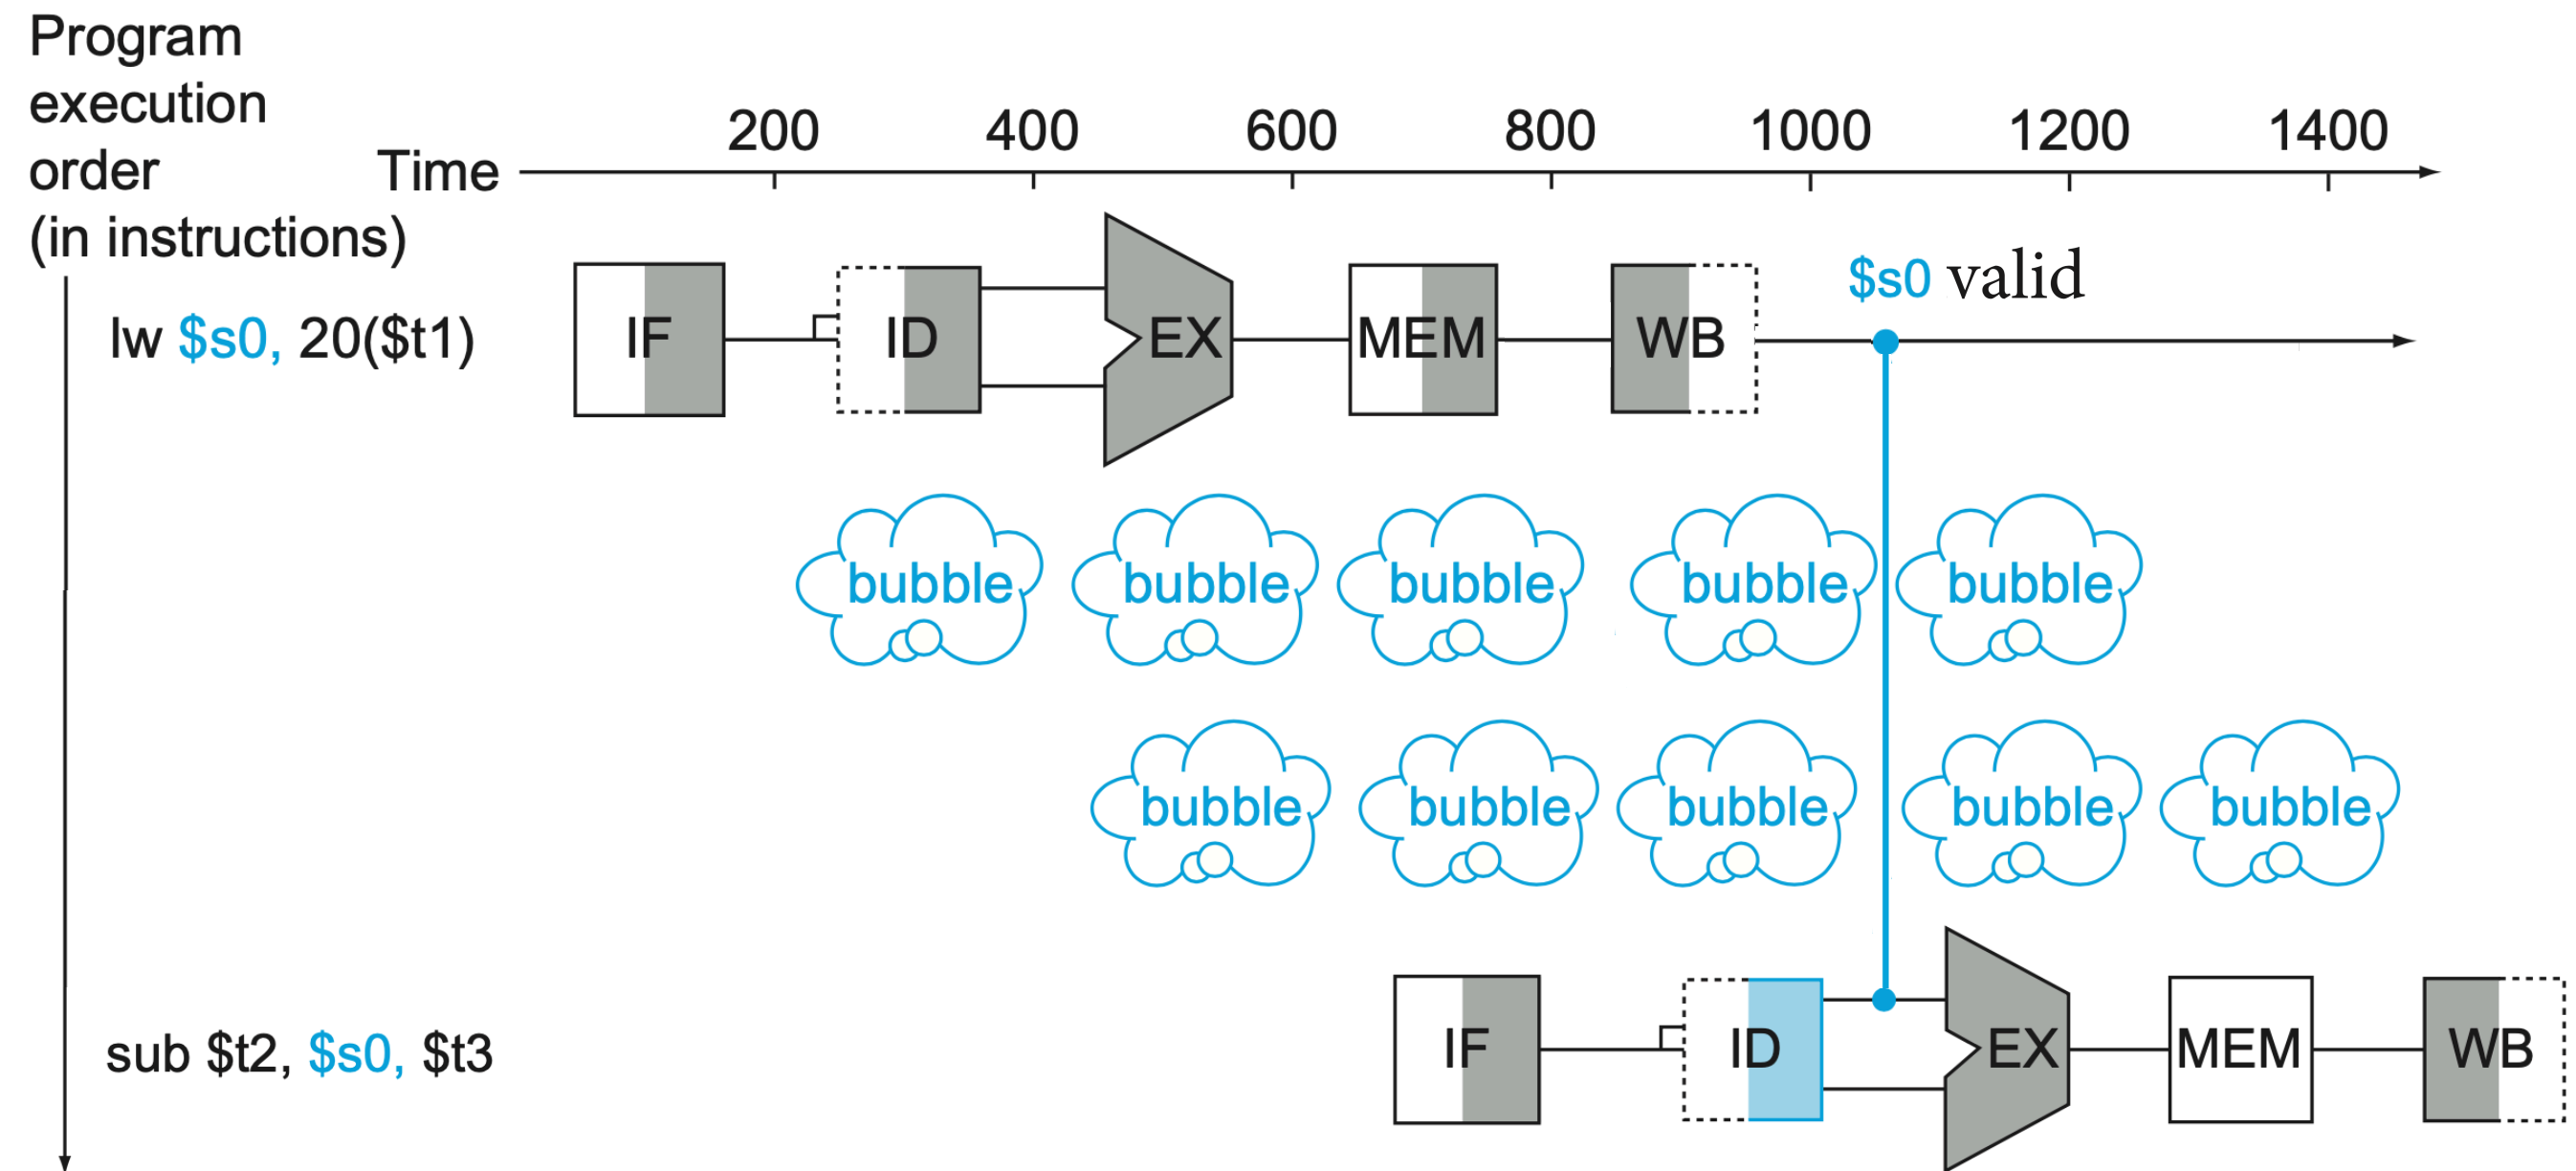 Program
execution
order
(in instructions)
Time
200 400 600 800 1000 1200 1400
lw $s0, 20($t1)
IF ID EX MEM WB
$s0 valid
bubble bubble bubble bubble bubble
bubble bubble bubble bubble bubble
sub $t2, $s0, $t3
IF ID EX MEM WB